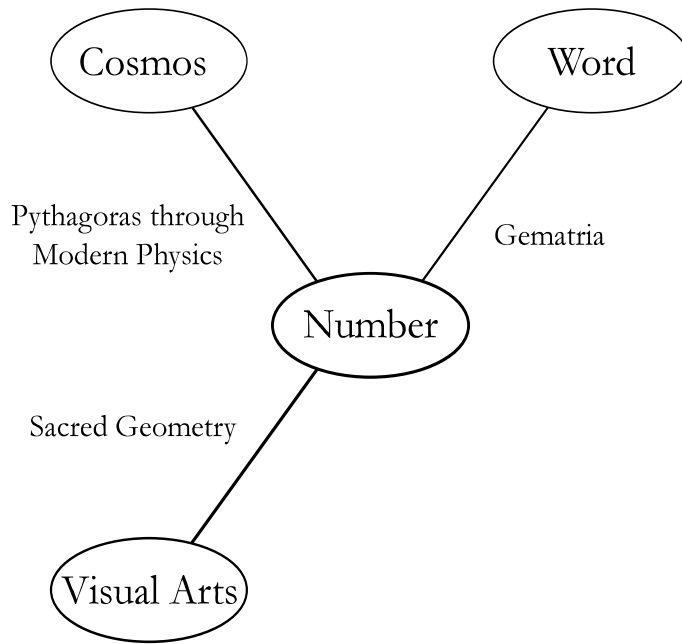 Cosmos
Word
Pythagoras through
Modern Physics
Gematria
Number
Sacred Geometry
Visual Arts